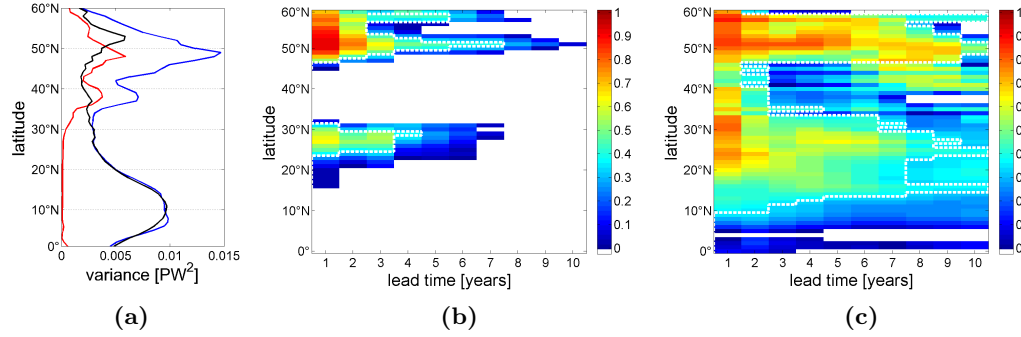 60°N
50°N
40°N
30°N
20°N
10°N
0°
latitude
0
0.005
0.01
0.015
variance [PW²]
(a)
60°N
50°N
40°N
30°N
20°N
10°N
0°
latitude
1 2 3 4 5 6 7 8 9 10
lead time [years]
1
0.9
0.8
0.7
0.6
0.5
0.4
0.3
0.2
0.1
0
(b)
60°N
50°N
40°N
30°N
20°N
10°N
0°
latitude
1 2 3 4 5 6 7 8 9 10
lead time [years]
(c)